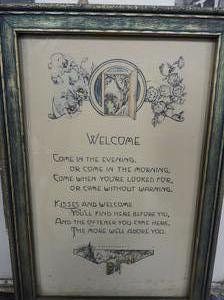 WELCOME
COME IN THE EVENING,
OR COME IN THE MORNING,
COME WHEN YOU'RE LOOKED FOR,
OR COME WITHOUT WARNING,
KISSES AND WELCOME
YOU'LL FIND HERE BEFORE YOU,
AND THE OFTENER YOU COME HERE,
THE MORE WE'LL ADORE YOU.